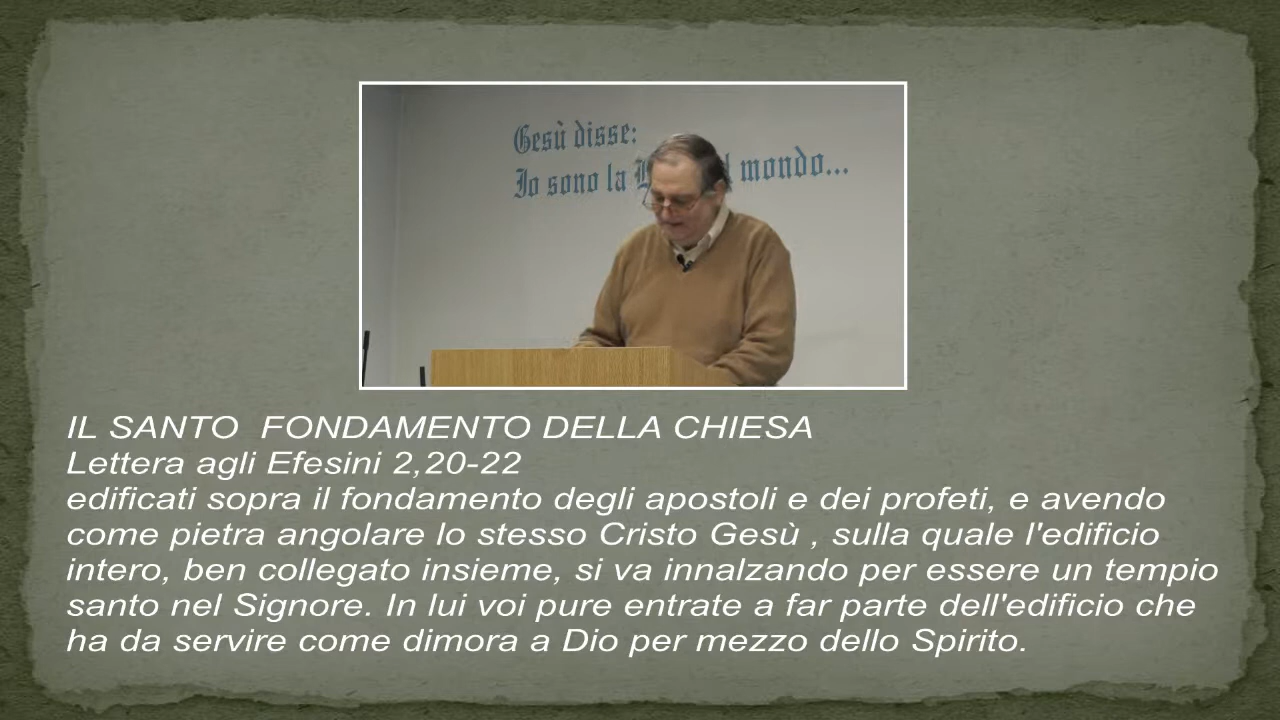 Gesù disse:
Io sono la mondo...
IL SANTO FONDAMENTO DELLA CHIESA
Lettera agli Efesini 2,20-22
edificati sopra il fondamento degli apostoli e dei profeti, e avendo
come pietra angolare lo stesso Cristo Gesù , sulla quale l'edificio
intero, ben collegato insieme, si va innalzando per essere un tempio
santo nel Signore. In lui voi pure entrate a far parte dell'edificio che
ha da servire come dimora a Dio per mezzo dello Spirito.